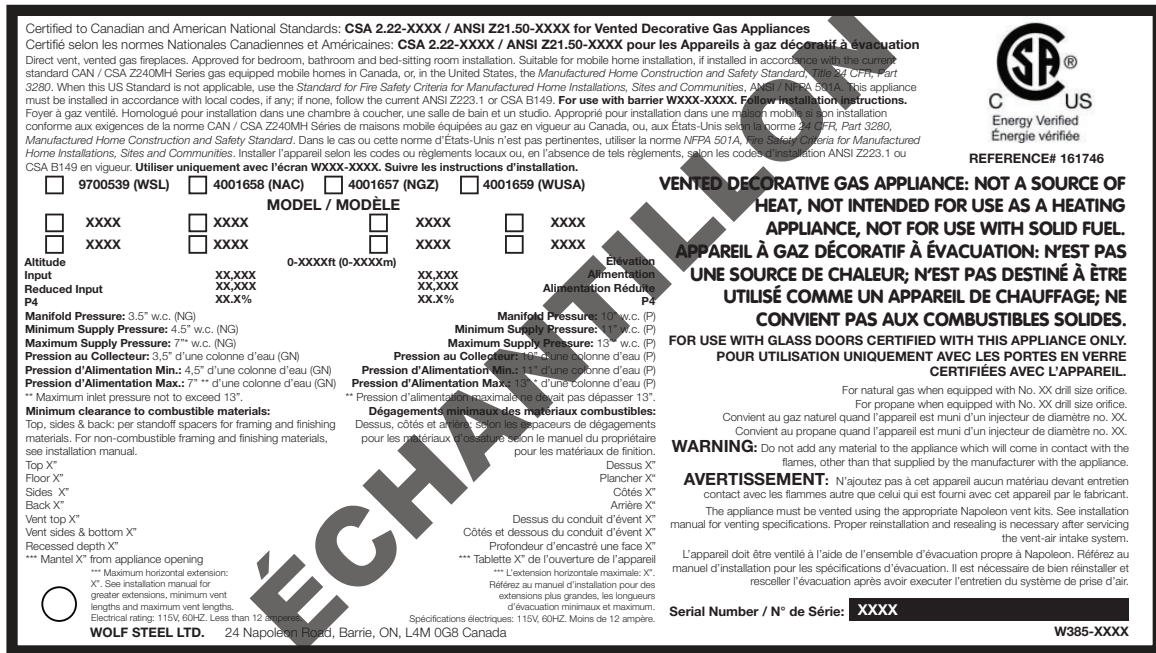 Certified to Canadian and American National Standards: CSA 2.22-XXXX / ANSI Z21.50-XXXX for Vented Decorative Gas Appliances
Certifié selon les normes Nationales Canadiennes et Américaines: CSA 2.22-XXXX / ANSI Z21.50-XXXX pour les Appareils à gaz décoratif à évacuation
Direct vent, vented gas fireplaces. Approved for bedroom, bathroom and bed-sitting room installation. Suitable for mobile home installation, if installed in accordance with the current
standard CAN / CSA Z240MH Series gas equipped mobile homes in Canada, or, in the United States, the Manufactured Home Construction and Safety Standard, Title 24 CFR, Part
3280. When this US Standard is not applicable, use the Standard for Fire Safety Criteria for Manufactured Home Installations, Sites and Communities, ANSI / NFPA 501A. This appliance
must be installed in accordance with local codes, if any; if none, follow the current ANSI Z223.1 or CSA B149. For use with barrier WXXX-XXXX. Follow installation instructions.
Foyer à gaz ventilé. Homologué pour installation dans une chambre à coucher, une salle de bain et un studio. Approprié pour installation dans une maison mobile si son installation
conforme aux exigences de la norme CAN / CSA Z240MH Séries de maisons mobile équipées au gaz en vigueur au Canada, ou, aux États-Unis selon la norme 24 CFR, Part 3280,
Manufactured Home Construction and Safety Standard. Dans le cas ou cette norme d'États-Unis n'est pas pertinentes, utiliser la norme NFPA 501A, Fire Safety Criteria for Manufactured
Home Installations, Sites and Communities. Installer l'appareil selon les codes ou règlements locaux ou, en l'absence de tels règlements, selon les codes d'installation ANSI Z223.1 ou
CSA B149 en vigueur. Utiliser uniquement avec l'écran WXXX-XXXX. Suivre les instructions d'installation.
CSA ®
C US
Energy Verified
Énergie vérifiée
REFERENCE# 161746
9700539 (WSL) 4001658 (NAC) 4001657 (NGZ) 4001659 (WUSA)
MODEL / MODÈLE
XXXX XXXX XXXX XXXX
XXXX XXXX XXXX XXXX
Altitude 0-XXXXft (0-XXXXm) Élévation
Input XX,XXX XX,XXX Alimentation
Reduced Input XX,XXX XX,XXX Alimentation Réduite
P4 XX.X% XX.X% P4
Manifold Pressure: 3.5" w.c. (NG) Manifold Pressure: 10" w.c. (P)
Minimum Supply Pressure: 4.5" w.c. (NG) Minimum Supply Pressure: 11" w.c. (P)
Maximum Supply Pressure: 7"* w.c. (NG) Maximum Supply Pressure: 13"* w.c. (P)
Pression au Collecteur: 3,5" d'une colonne d'eau (GN) Pression au Collecteur: 10" d'une colonne d'eau (P)
Pression d'Alimentation Min.: 4,5" d'une colonne d'eau (GN) Pression d'Alimentation Min.: 11" d'une colonne d'eau (P)
Pression d'Alimentation Max.: 7" ** d'une colonne d'eau (GN) Pression d'Alimentation Max.: 13" * d'une colonne d'eau (P)
** Maximum inlet pressure not to exceed 13". ** Pression d'alimentation maximale ne devait pas dépasser 13".
Minimum clearance to combustible materials: Dégagements minimaux des matériaux combustibles:
Top, sides & back: per standoff spacers for framing and finishing Dessus, côtés et arrière: selon les espaceurs de dégagements
materials. For non-combustible framing and finishing materials, pour les matériaux d'ossature selon le manuel du propriétaire
see installation manual. pour les matériaux de finition.
Top X" Dessus X"
Floor X" Plancher X"
Sides X" Côtés X"
Back X" Arrière X"
Vent top X" Dessus du conduit d'évent X"
Vent sides & bottom X" Côtés et dessous du conduit d'évent X"
Recessed depth X" Profondeur d'encastré une face X"
*** Mantel X" from appliance opening *** Tablette X" de l'ouverture de l'appareil
*** Maximum horizontal extension: *** L'extension horizontale maximale: X".
X". See installation manual for Référez au manuel d'installation pour des
greater extensions, minimum vent extensions plus grandes, les longueurs
lengths and maximum vent lengths. d'évacuation minimaux et maximum.
Electrical rating: 115V, 60HZ. Less than 12 amperes. Spécifications électriques: 115V, 60HZ. Moins de 12 ampère.
WOLF STEEL LTD. 24 Napoleon Road, Barrie, ON, L4M 0G8 Canada
VENTED DECORATIVE GAS APPLIANCE: NOT A SOURCE OF
HEAT, NOT INTENDED FOR USE AS A HEATING
APPLIANCE, NOT FOR USE WITH SOLID FUEL.
APPAREIL À GAZ DÉCORATIF À ÉVACUATION: N'EST PAS
UNE SOURCE DE CHALEUR; N'EST PAS DESTINÉ À ÈTRE
UTILISÉ COMME UN APPAREIL DE CHAUFFAGE; NE
CONVIENT PAS AUX COMBUSTIBLES SOLIDES.
FOR USE WITH GLASS DOORS CERTIFIED WITH THIS APPLIANCE ONLY.
POUR UTILISATION UNIQUEMENT AVEC LES PORTES EN VERRE
CERTIFIÉES AVEC L'APPAREIL.
For natural gas when equipped with No. XX drill size orifice.
For propane when equipped with No. XX drill size orifice.
Convient au gaz naturel quand l'appareil est muni d'un injecteur de diamètre no. XX.
Convient au propane quand l'appareil est muni d'un injecteur de diamètre no. XX.
WARNING: Do not add any material to the appliance which will come in contact with the
flames, other than that supplied by the manufacturer with the appliance.
AVERTISSEMENT: N'ajoutez pas à cet appareil aucun matériau devant entretien
contact avec les flammes autre que celui qui est fourni avec cet appareil par le fabricant.
The appliance must be vented using the appropriate Napoleon vent kits. See installation
manual for venting specifications. Proper reinstallation and resealing is necessary after servicing
the vent-air intake system.
L'appareil doit être ventilé à l'aide de l'ensemble d'évacuation propre à Napoleon. Référez au
manuel d'installation pour les spécifications d'évacuation. Il est nécessaire de bien réinstaller et
resceller l'évacuation après avoir executer l'entretien du système de prise d'air.
Serial Number / N° de Série: XXXX
W385-XXXX
ÉCHANTILLON